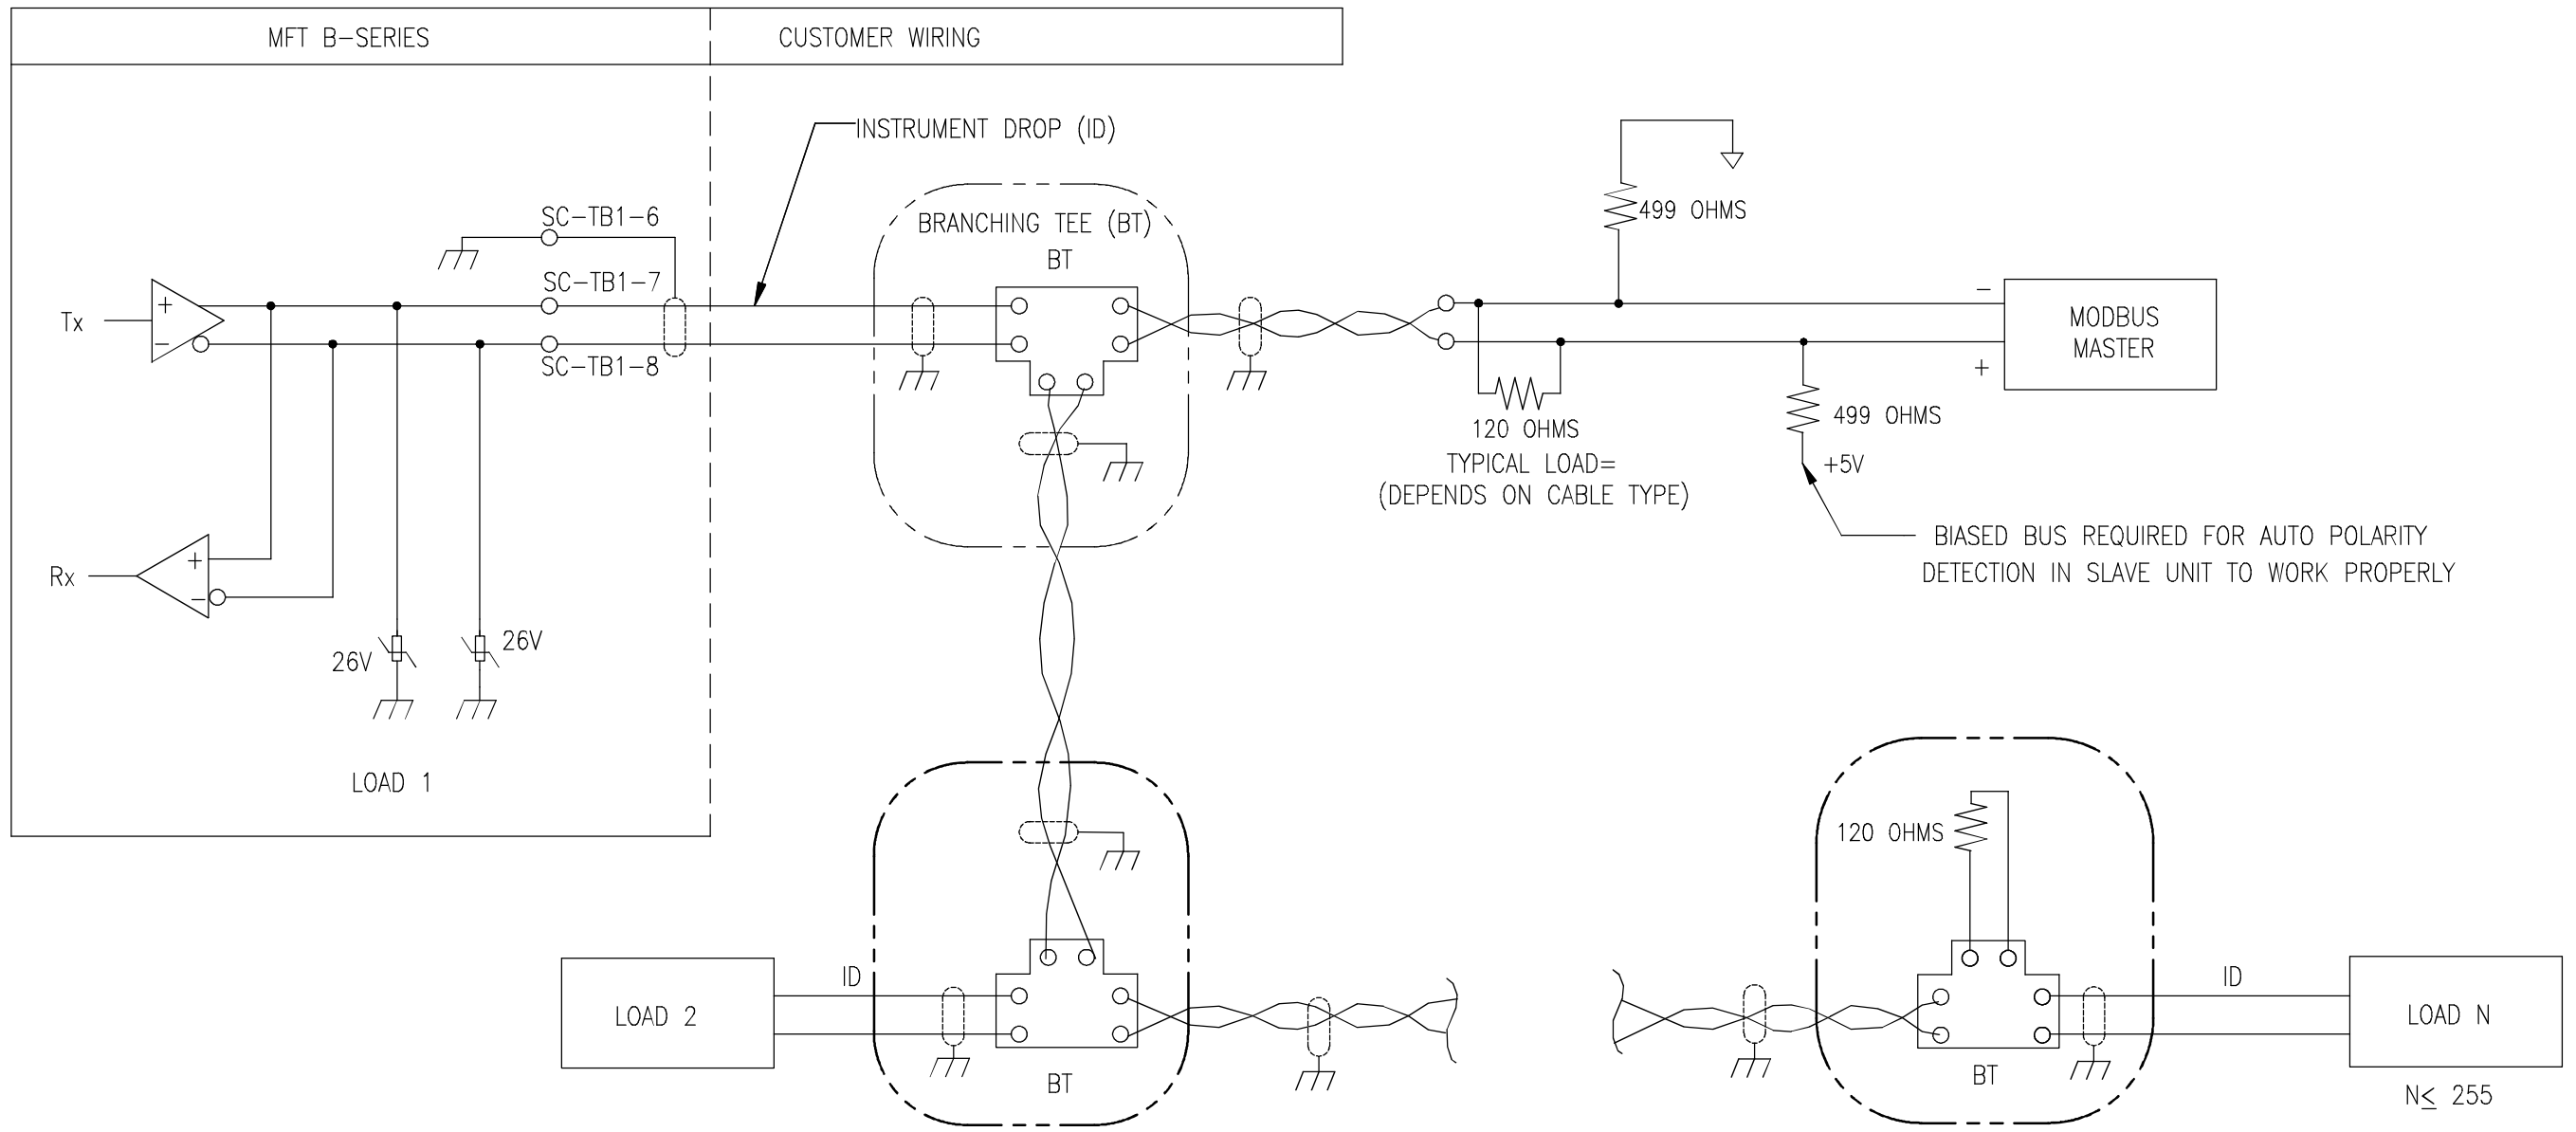 MFT B-SERIES
CUSTOMER WIRING
INSTRUMENT DROP (ID)
SC-TB1-6
SC-TB1-7
SC-TB1-8
Tx
+
-
Rx
+
-
26V
26V
LOAD 1
BRANCHING TEE (BT)
BT
499 OHMS
-
+
MODBUS
MASTER
120 OHMS
TYPICAL LOAD=
(DEPENDS ON CABLE TYPE)
499 OHMS
+5V
BIASED BUS REQUIRED FOR AUTO POLARITY
DETECTION IN SLAVE UNIT TO WORK PROPERLY
LOAD 2
ID
BT
120 OHMS
BT
ID
LOAD N
N≤ 255